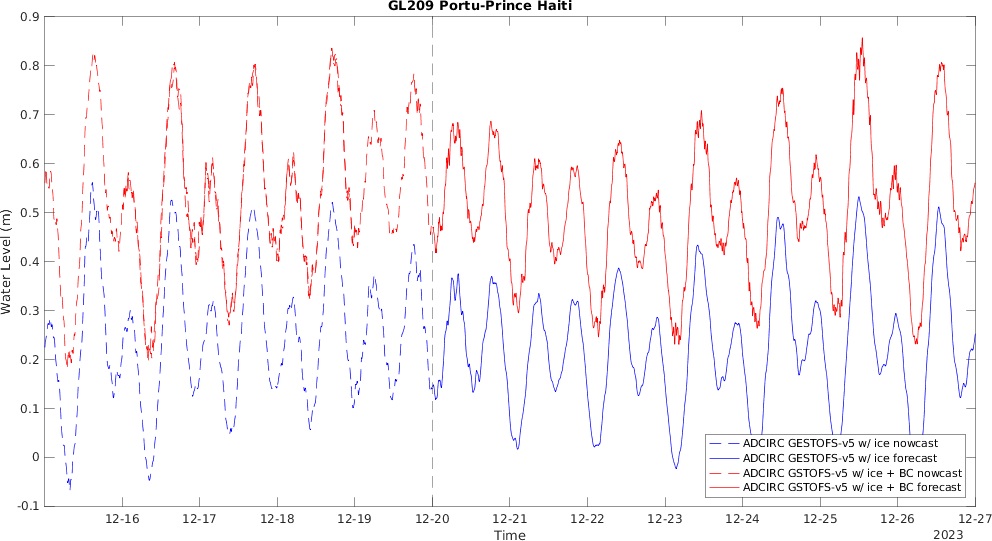 GL209 Portu-Prince Haiti
Water Level (m)
0.9
0.8
0.7
0.6
0.5
0.4
0.3
0.2
0.1
0
-0.1
ADCIRC GESTOFS-v5 w/ ice nowcast
ADCIRC GESTOFS-v5 w/ ice forecast
ADCIRC GSTOFS-v5 w/ ice + BC nowcast
ADCIRC GSTOFS-v5 w/ ice + BC forecast
12-16 12-17 12-18 12-19 12-20 12-21 12-22 12-23 12-24 12-25 12-26 12-27
Time
2023